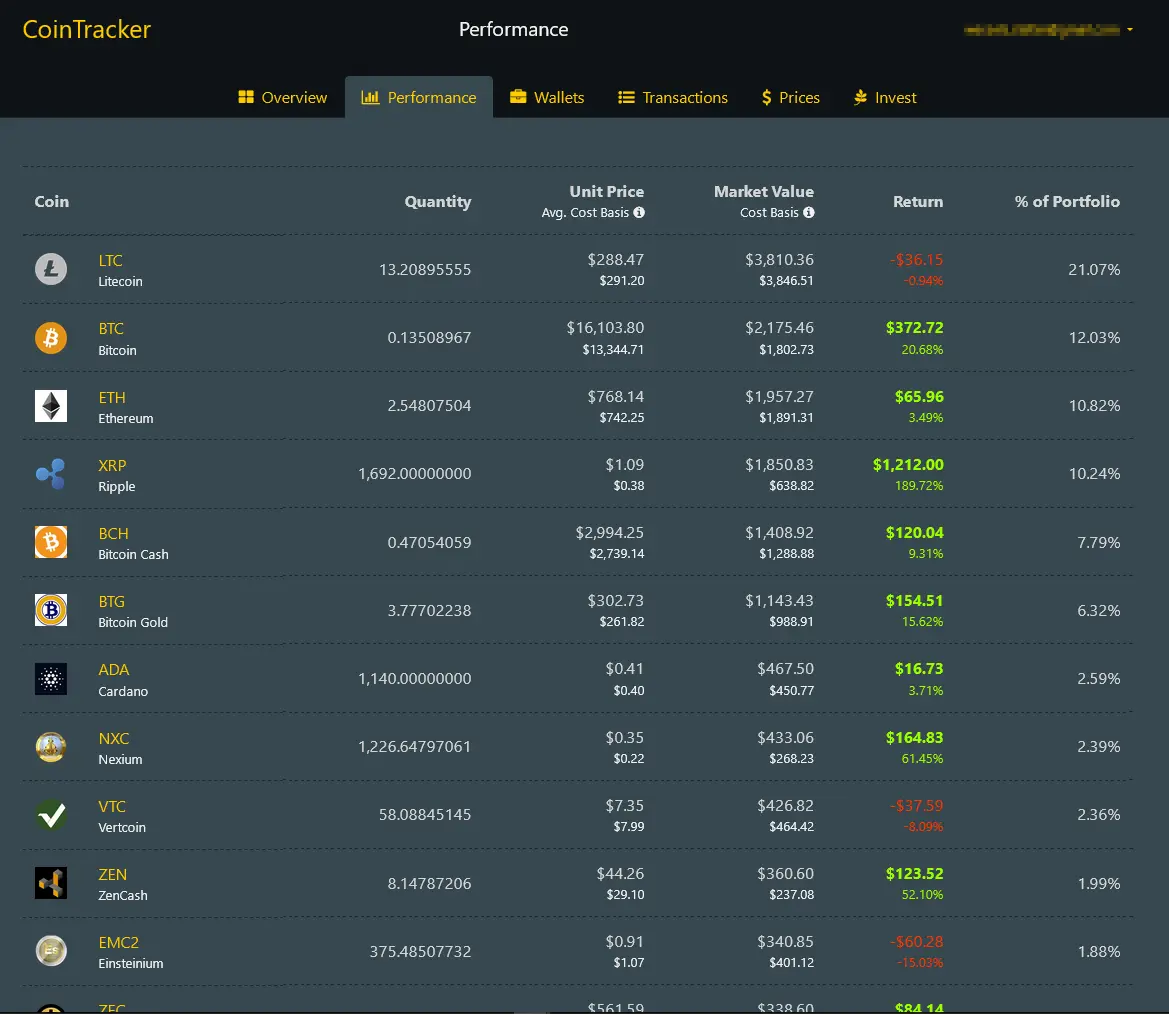 CoinTracker Performance
Overview Performance Wallets Transactions Prices Invest
Coin Quantity Unit Price Market Value Return % of Portfolio
Avg. Cost Basis Cost Basis
LTC 13.20895555 $288.47 $3,810.36 -$36.15 21.07%
Litecoin $291.20 $3,846.51 -0.94%
BTC 0.13508967 $16,103.80 $2,175.46 $372.72 12.03%
Bitcoin $13,344.71 $1,802.73 20.68%
ETH 2.54807504 $768.14 $1,957.27 $65.96 10.82%
Ethereum $742.25 $1,891.31 3.49%
XRP 1,692.00000000 $1.09 $1,850.83 $1,212.00 10.24%
Ripple $0.38 $638.82 189.72%
BCH 0.47054059 $2,994.25 $1,408.92 $120.04 7.79%
Bitcoin Cash $2,739.14 $1,288.88 9.31%
BTG 3.77702238 $302.73 $1,143.43 $154.51 6.32%
Bitcoin Gold $261.82 $988.91 15.62%
ADA 1,140.00000000 $0.41 $467.50 $16.73 2.59%
Cardano $0.40 $450.77 3.71%
NXC 1,226.64797061 $0.35 $433.06 $164.83 2.39%
Nexium $0.22 $268.23 61.45%
VTC 58.08845145 $7.35 $426.82 -$37.59 2.36%
Vertcoin $7.99 $464.42 -8.09%
ZEN 8.14787206 $44.26 $360.60 $123.52 1.99%
ZenCash $29.10 $237.08 52.10%
EMC2 375.48507732 $0.91 $340.85 -$60.28 1.88%
Einsteinium $1.07 $401.12 -15.03%
ZEC $561.59 $338.60 $84.14